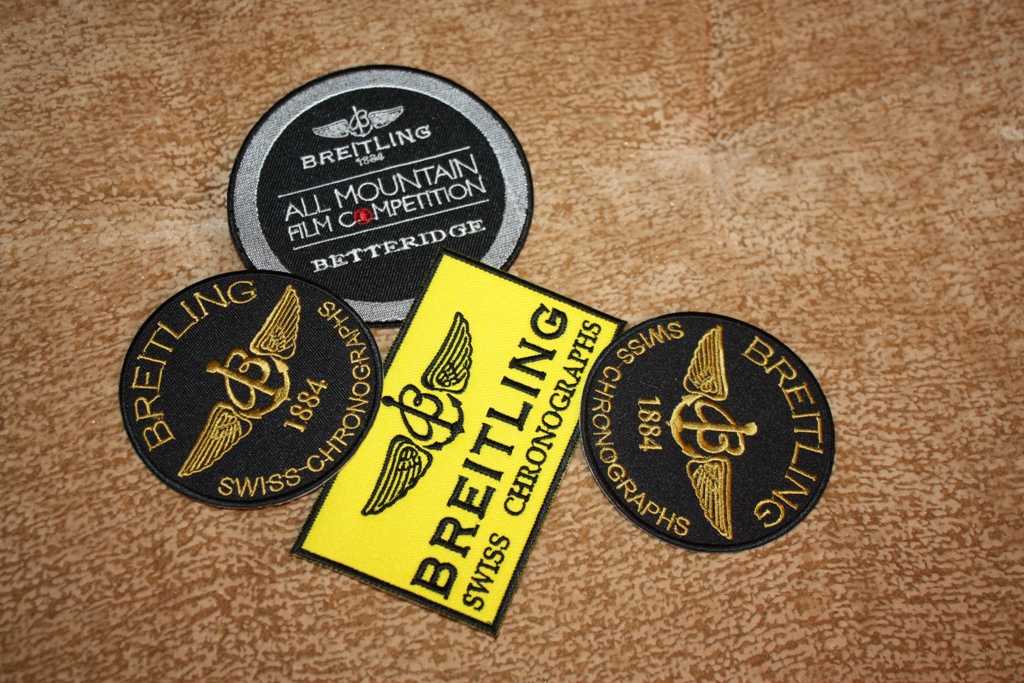 BREITLING
1884
ALL MOUNTAIN
FILM COMPETITION
BETTERIDGE
BREITLING
1884
SWISS-CHRONOGRAPHS
BREITLING
SWISS CHRONOGRAPHS
BREITLING
1884
SWISS-CHRONOGRAPHS